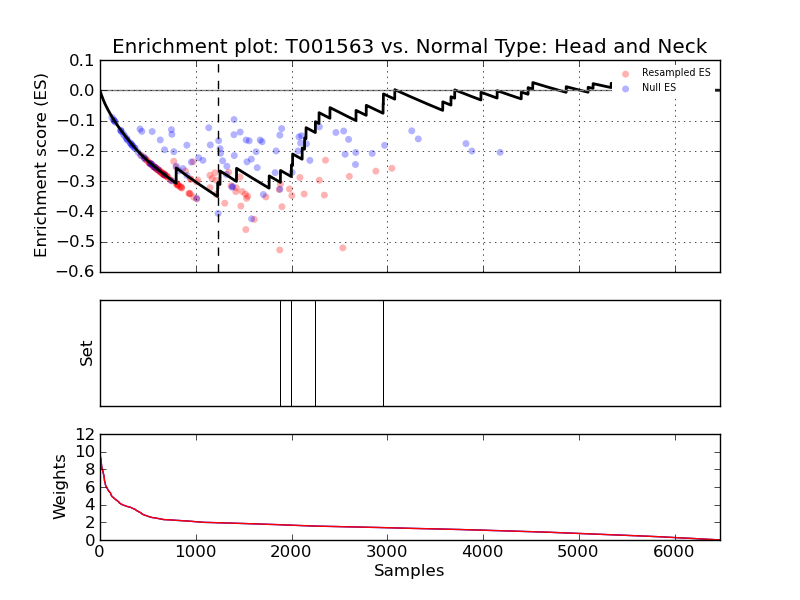 Enrichment plot: T001563 vs. Normal Type: Head and Neck
Enrichment score (ES)
0.1
0.0
−0.1
−0.2
−0.3
−0.4
−0.5
−0.6
Resampled ES
Null ES
Set
Weights
12
10
8
6
4
2
0
0 1000 2000 3000 4000 5000 6000
Samples